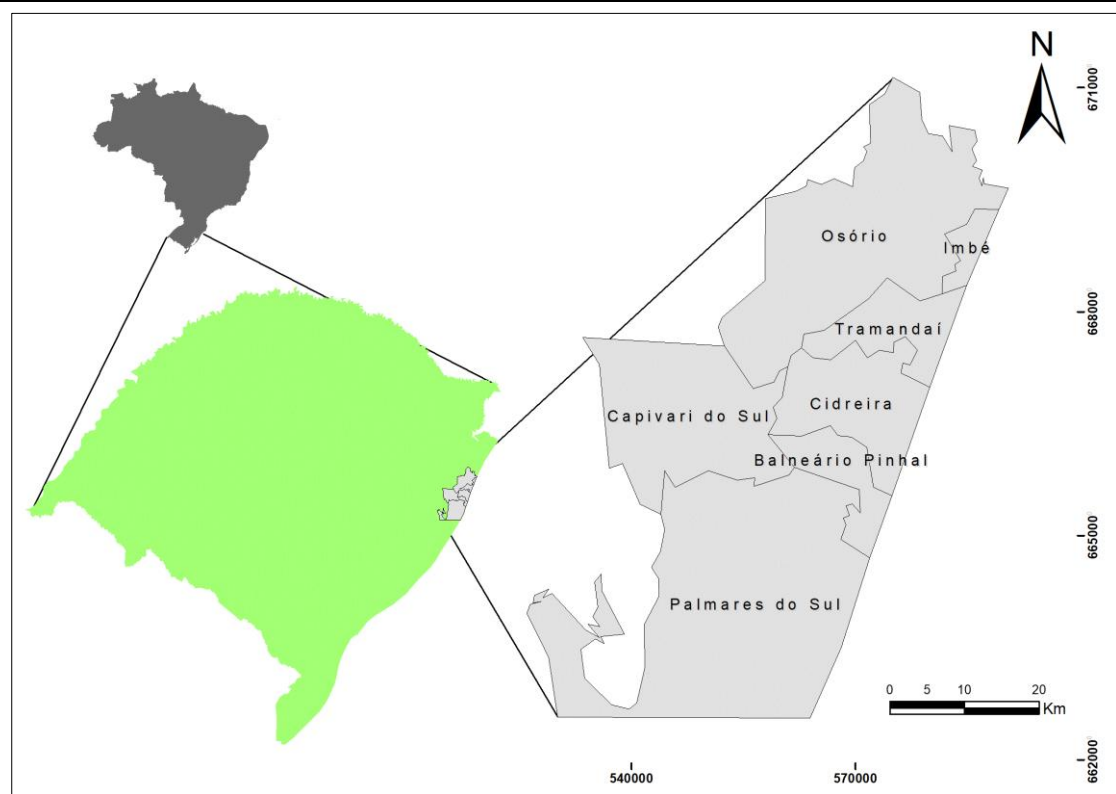 N
671000
Osório
Imbé
668000
Tramandaí
Capivari do Sul
Cidreira
Balneário Pinhal
665000
Palmares do Sul
0 5 10 20
Km
662000
540000 570000